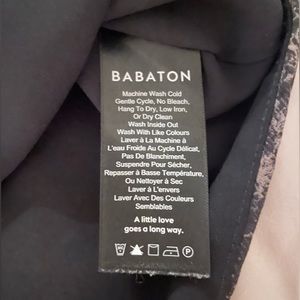 BABATON
Machine Wash Cold
Gentle Cycle, No Bleach,
Hang To Dry, Low Iron,
Or Dry Clean
Wash Inside Out
Wash With Like Colours
Laver À La Machine À
L'eau Froide Au Cycle Délicat,
Pas De Blanchiment,
Suspendre Pour Sécher,
Repasser à Basse Température,
Ou Nettoyer à Sec
Laver à L'envers
Laver Avec Des Couleurs
Semblables
A little love
goes a long way.